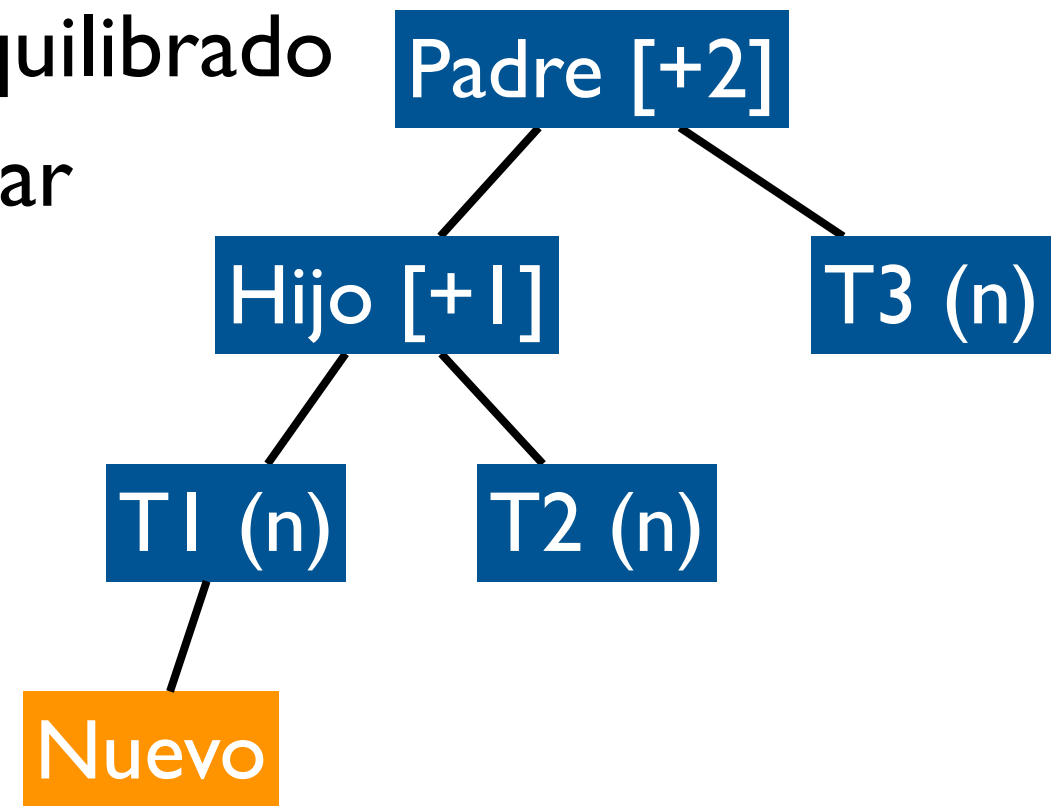 quilibrado
Padre [+2]
ar
Hijo [+1]
T3 (n)
T1 (n)
T2 (n)
Nuevo